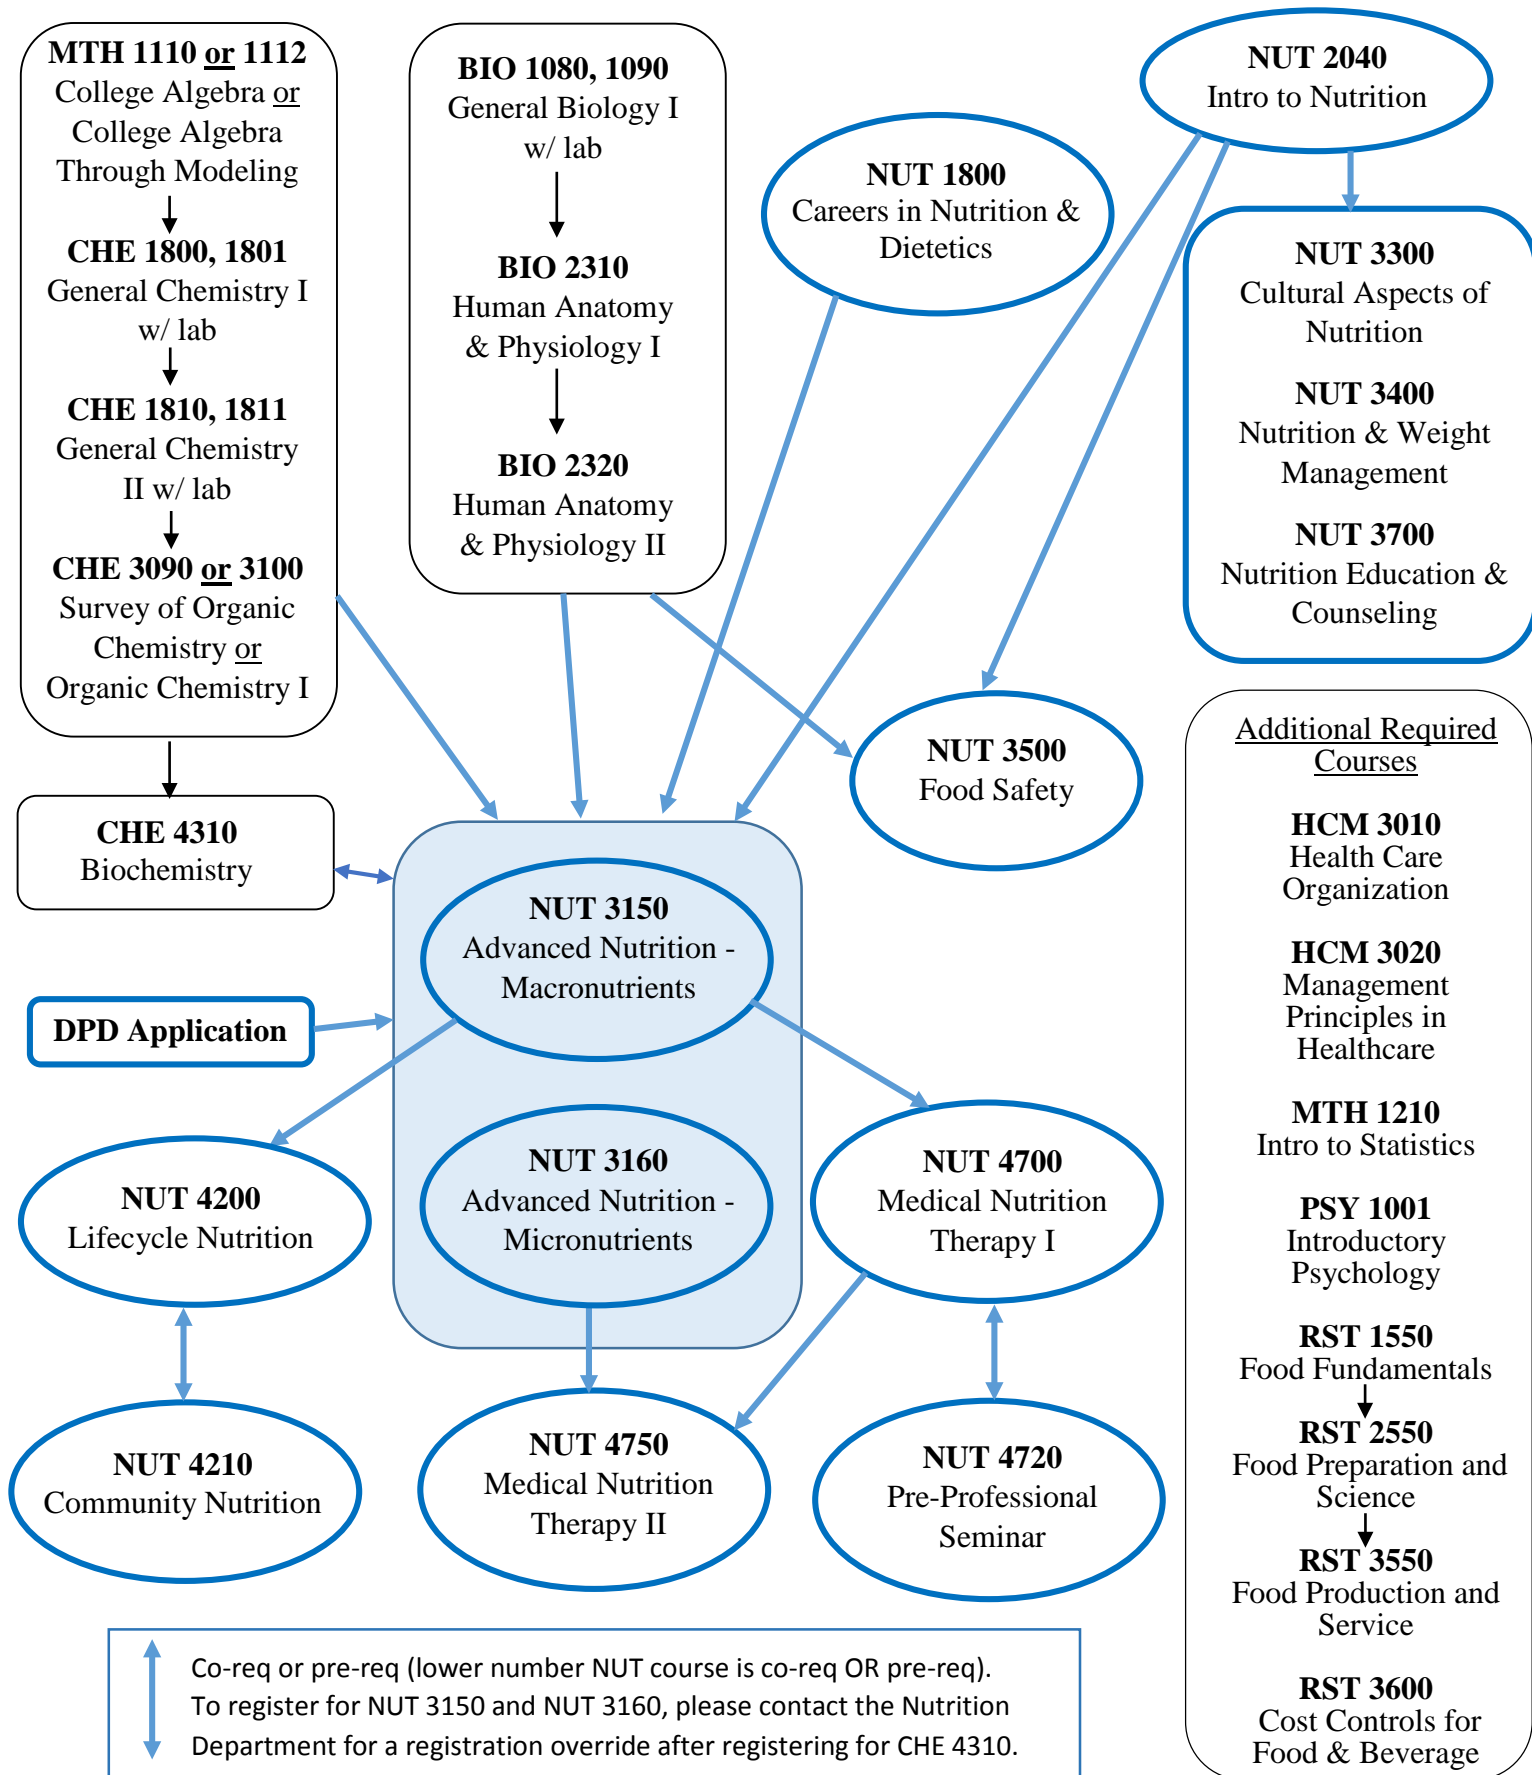 MTH 1110 or 1112
College Algebra or
College Algebra
Through Modeling
CHE 1800, 1801
General Chemistry I
w/ lab
CHE 1810, 1811
General Chemistry
II w/ lab
CHE 3090 or 3100
Survey of Organic
Chemistry or
Organic Chemistry I
CHE 4310
Biochemistry
BIO 1080, 1090
General Biology I
w/ lab
BIO 2310
Human Anatomy
& Physiology I
BIO 2320
Human Anatomy
& Physiology II
NUT 1800
Careers in Nutrition &
Dietetics
NUT 2040
Intro to Nutrition
NUT 3300
Cultural Aspects of
Nutrition
NUT 3400
Nutrition & Weight
Management
NUT 3700
Nutrition Education &
Counseling
NUT 3500
Food Safety
DPD Application
NUT 3150
Advanced Nutrition -
Macronutrients
NUT 3160
Advanced Nutrition -
Micronutrients
NUT 4200
Lifecycle Nutrition
NUT 4700
Medical Nutrition
Therapy I
NUT 4210
Community Nutrition
NUT 4750
Medical Nutrition
Therapy II
NUT 4720
Pre-Professional
Seminar
Additional Required
Courses
HCM 3010
Health Care
Organization
HCM 3020
Management
Principles in
Healthcare
MTH 1210
Intro to Statistics
PSY 1001
Introductory
Psychology
RST 1550
Food Fundamentals
RST 2550
Food Preparation and
Science
RST 3550
Food Production and
Service
RST 3600
Cost Controls for
Food & Beverage
Co-req or pre-req (lower number NUT course is co-req OR pre-req).
To register for NUT 3150 and NUT 3160, please contact the Nutrition
Department for a registration override after registering for CHE 4310.